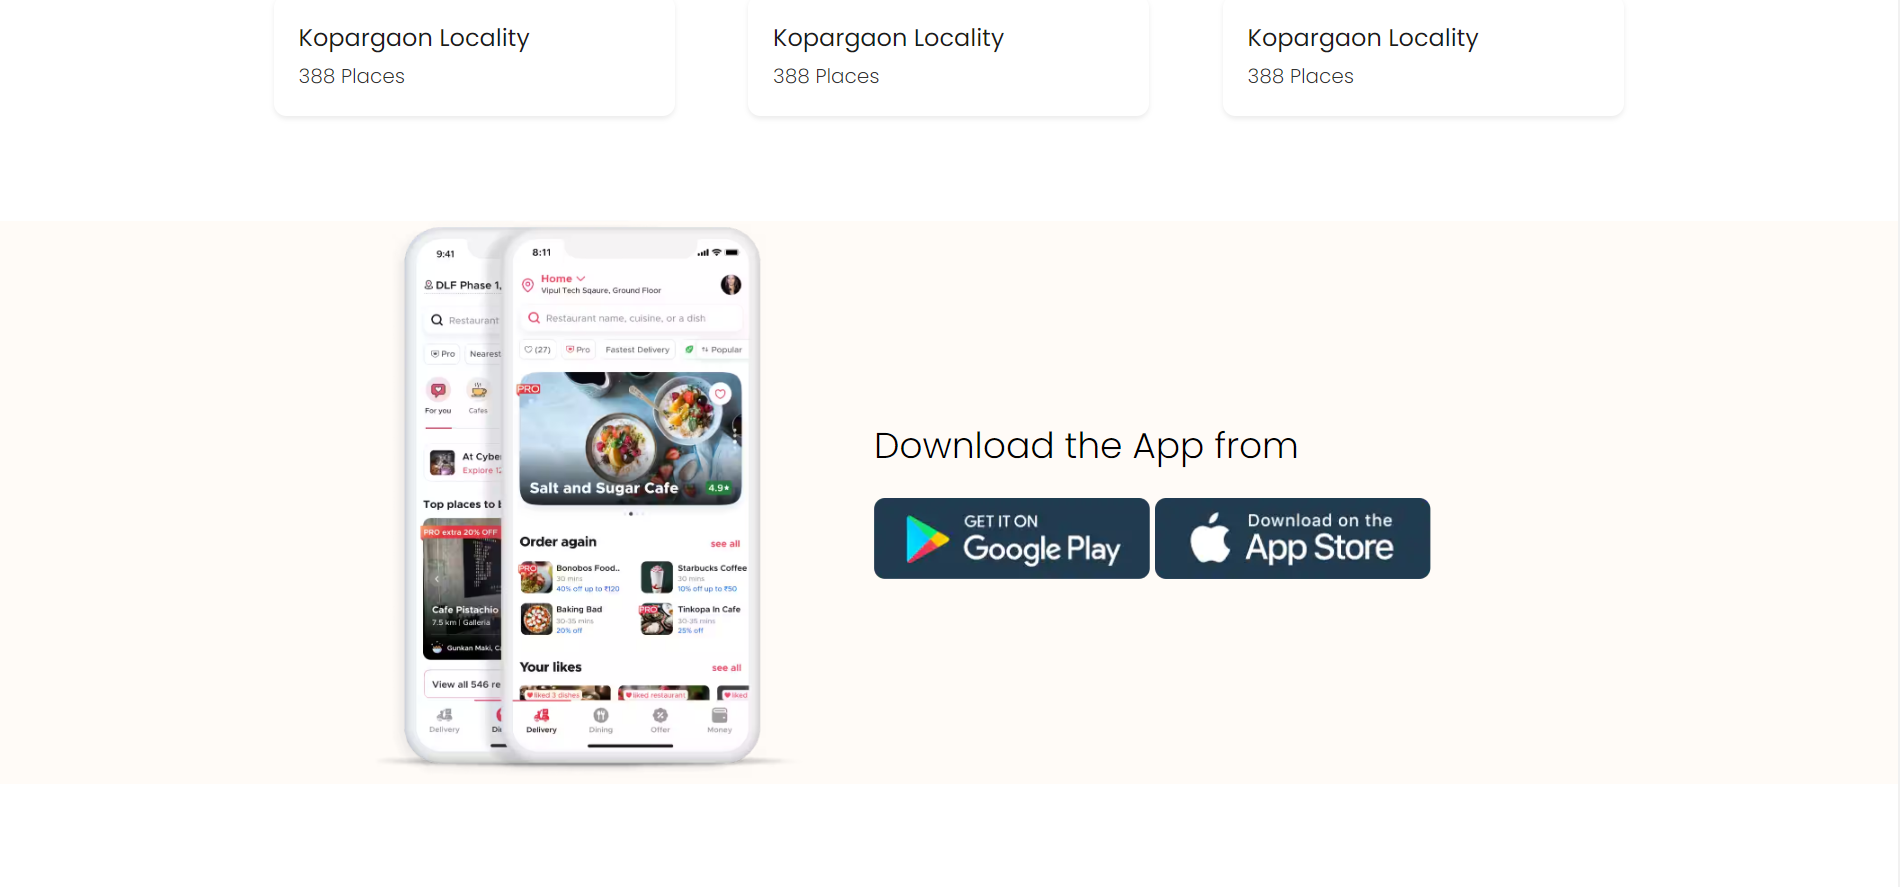 Kopargaon Locality
388 Places
Kopargaon Locality
388 Places
Kopargaon Locality
388 Places
9:41
DLF Phase 1,
Restaurant
Pro
Nearest
For you
Cafes
At Cybe
Explore 12
Top places to
PRO extra 20% OFF
Cafe Pistachio
7.5 km | Galleria
Gunkan Maki, Ca
View all 546 re
Delivery
8:11
Home
Vipul Tech Sqaure, Ground Floor
Restaurant name, cuisine, or a dish
(27)
Pro
Fastest Delivery
Popular
PRO
Salt and Sugar Cafe
4.9★
Order again
see all
PRO
Bonobos Food..
30 mins
40% off up to ₹120
Starbucks Coffee
30 mins
10% off up to ₹50
Baking Bad
30-35 mins
20% off
PRO
Tinkopa In Cafe
30-35 mins
25% off
Your likes
see all
liked 3 dishes
liked restaurant
liked
Delivery
Dining
Offer
Money
Download the App from
GET IT ON
Google Play
Download on the
App Store